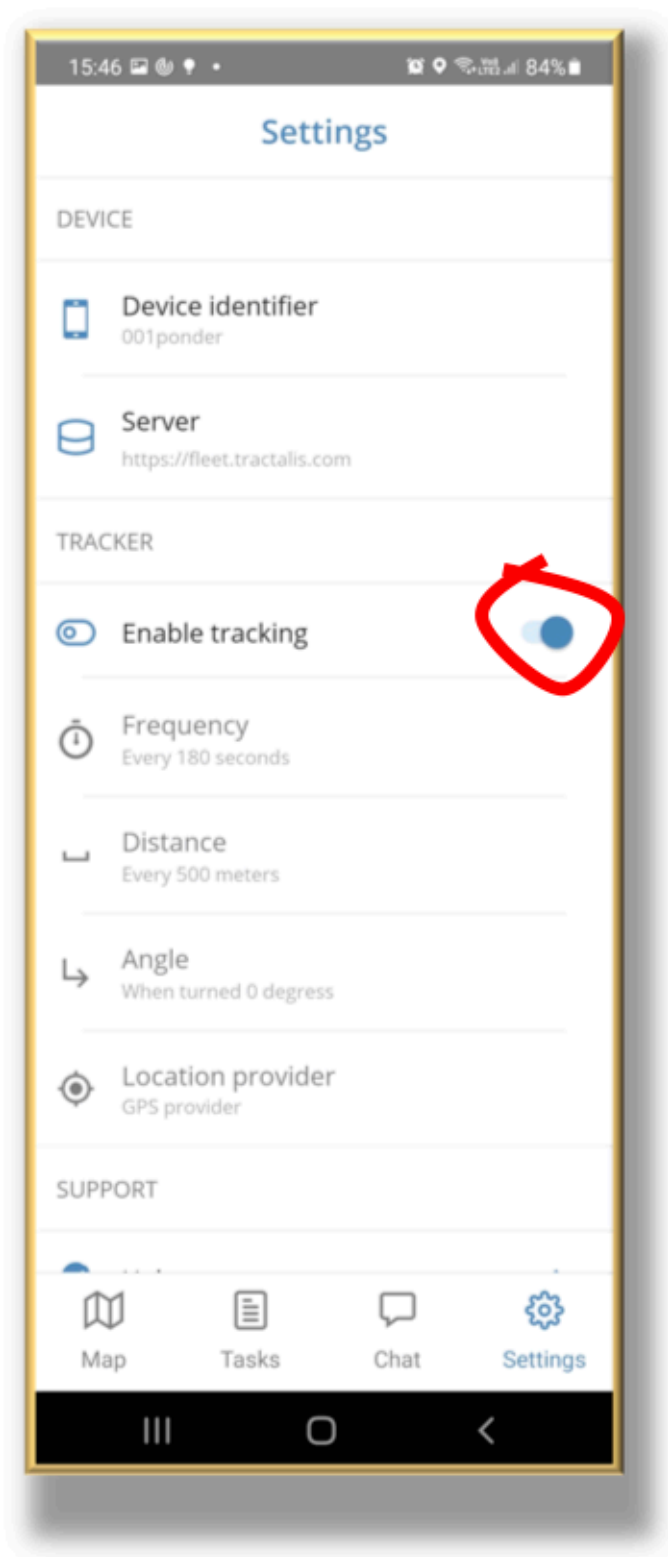 15:46
84%
Settings
DEVICE
Device identifier
001ponder
Server
https://fleet.tractalis.com
TRACKER
Enable tracking
Frequency
Every 180 seconds
Distance
Every 500 meters
Angle
When turned 0 degress
Location provider
GPS provider
SUPPORT
Map
Tasks
Chat
Settings